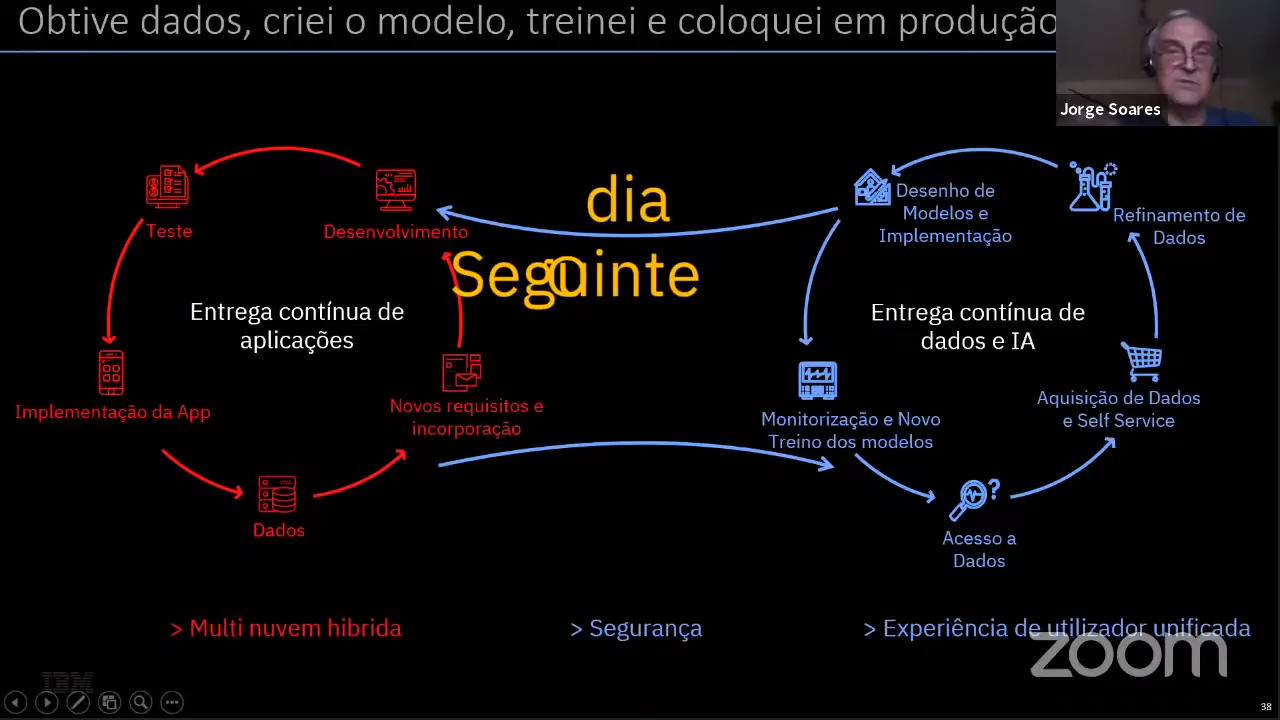 Obtive dados, criei o modelo, treinei e coloquei em produção
Jorge Soares
dia
Seguinte
o
Teste
Desenvolvimento
Entrega contínua de
aplicações
Implementação da App
Novos requisitos e
incorporação
Dados
Desenho de
Modelos e
Implementação
Refinamento de
Dados
Entrega contínua de
dados e IA
Monitorização e Novo
Treino dos modelos
Aquisição de Dados
e Self Service
Acesso a
Dados
> Multi nuvem hibrida
> Segurança
> Experiência de utilizador unificada
zoom
IBM
38